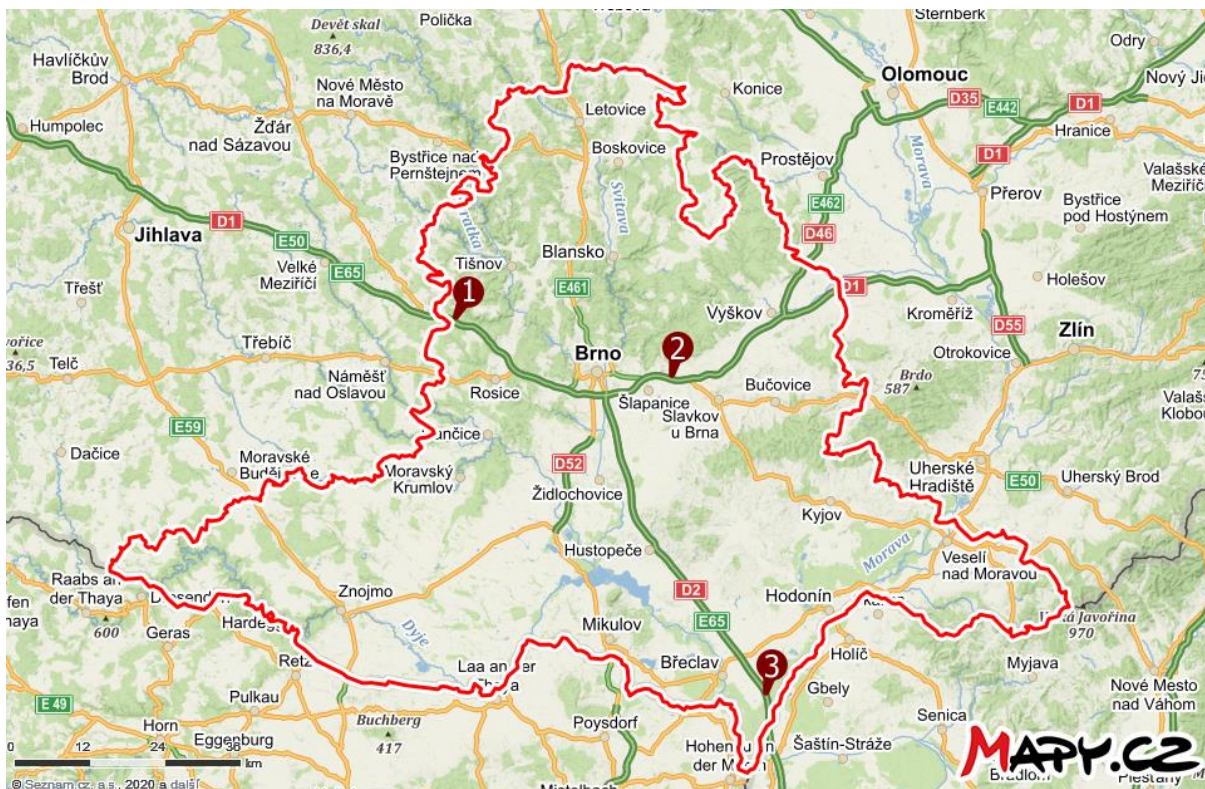 Devět skal
836,4
Polička
Šternberk
Odry
Havlíčkův
Brod
Nové Město
na Moravě
Letovice
Konice
Olomouc
D35
E442
D1
Nový Ji
Humpolec
Žďár
nad Sázavou
Bystřice nad
Pernštejnem
Boskovice
Svitava
Prostějov
Morava
Hranice
D1
Přerov
Valašské
Meziříčí
E462
D46
Bystřice
pod Hostýnem
Jihlava
D1
E50
E65
Velké
Meziříčí
Třešť
Tišnov
Blansko
E461
1
Vyškov
D1
Kroměříž
Holešov
D55
Zlín
Otrokovice
Telč
Třebíč
Náměšť
nad Oslavou
Rosice
Brno
2
Šlapanice
Slavkov
u Brna
Bučovice
Brdo
587
E59
Dačice
Moravské
Moravský
Krumlov
D52
Židlochovice
Kyjov
Uherské
Hradiště
E50
Uherský Brod
Hustopeče
D2
E65
Morava
Veselí
nad Moravou
Hodonín
Raabs an
der Thaya
600
Geras
Znojmo
Dyje
Mikulov
Břeclav
Holíč
970
Myjava
Retz
Pulkau
Buchberg
417
Poysdorf
3
Gbely
Senica
Nové Mesto
nad Váhom
E 49
Horn
Eggenburg
Šaštín-Stráže
0 12 24 36 km
MAPY.CZ
© Seznam.cz, a.s., 2020 a další